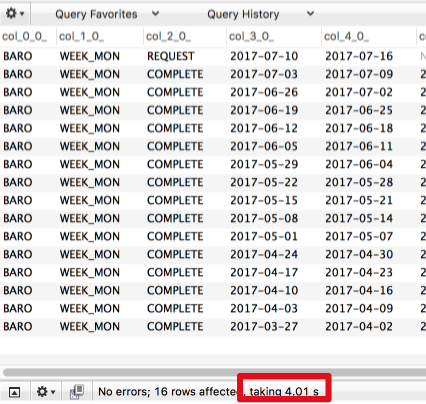 Query Favorites Query History
col_0_0_ col_1_0_ col_2_0_ col_3_0_ col_4_0_
BARO WEEK_MON REQUEST 2017-07-10 2017-07-16
BARO WEEK_MON COMPLETE 2017-07-03 2017-07-09
BARO WEEK_MON COMPLETE 2017-06-26 2017-07-02
BARO WEEK_MON COMPLETE 2017-06-19 2017-06-25
BARO WEEK_MON COMPLETE 2017-06-12 2017-06-18
BARO WEEK_MON COMPLETE 2017-06-05 2017-06-11
BARO WEEK_MON COMPLETE 2017-05-29 2017-06-04
BARO WEEK_MON COMPLETE 2017-05-22 2017-05-28
BARO WEEK_MON COMPLETE 2017-05-15 2017-05-21
BARO WEEK_MON COMPLETE 2017-05-08 2017-05-14
BARO WEEK_MON COMPLETE 2017-05-01 2017-05-07
BARO WEEK_MON COMPLETE 2017-04-24 2017-04-30
BARO WEEK_MON COMPLETE 2017-04-17 2017-04-23
BARO WEEK_MON COMPLETE 2017-04-10 2017-04-16
BARO WEEK_MON COMPLETE 2017-04-03 2017-04-09
BARO WEEK_MON COMPLETE 2017-03-27 2017-04-02
No errors; 16 rows affected, taking 4.01 s